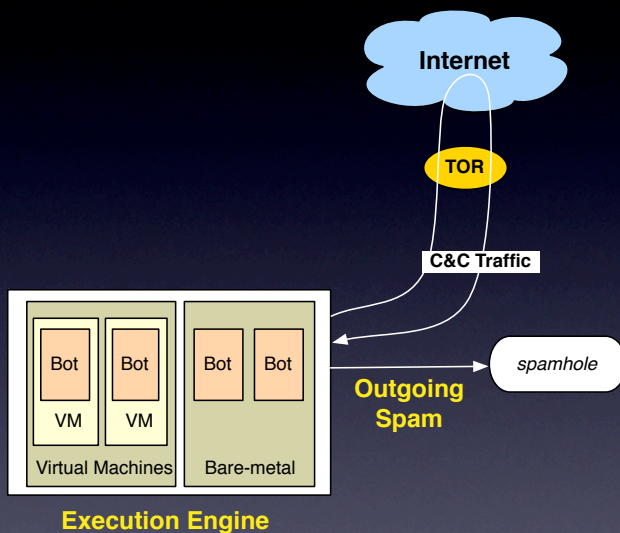 Internet
TOR
C&C Traffic
Bot
Bot
Bot
Bot
VM
VM
Virtual Machines
Bare-metal
spamhole
Outgoing
Spam
Execution Engine